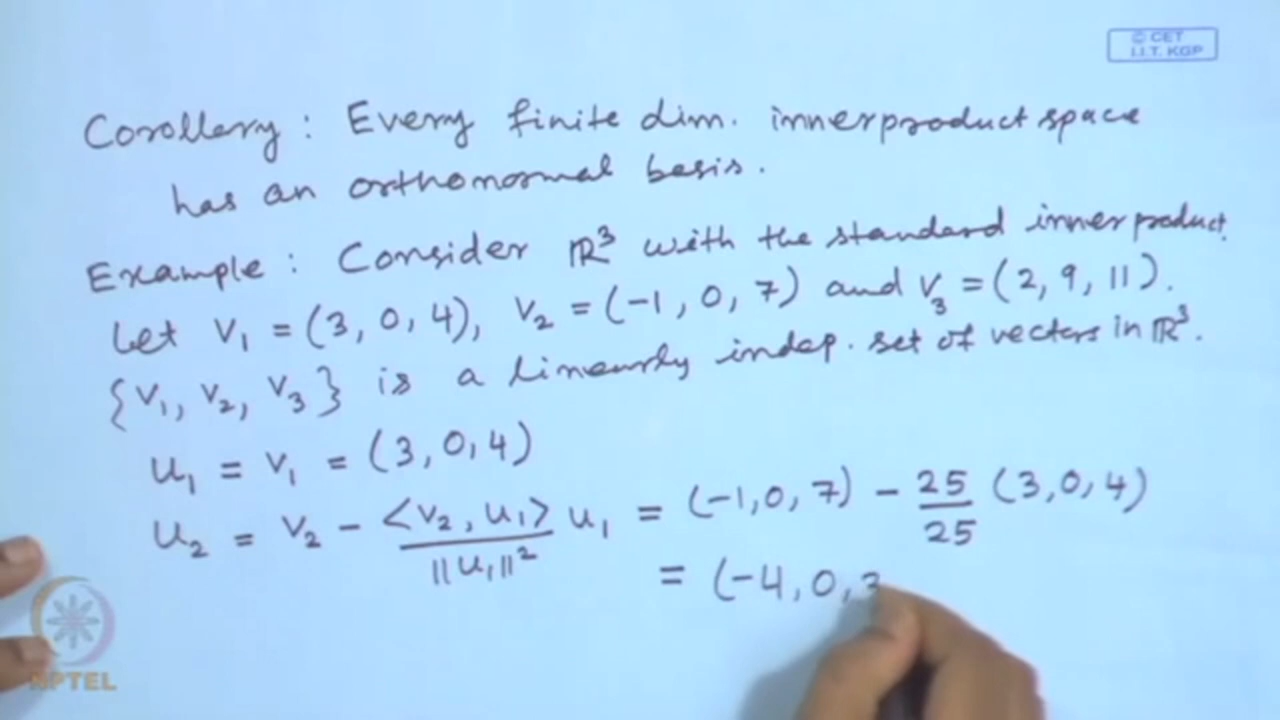 © CET
I.I.T. KGP
Corollery : Every finite dim. innerproduct space
has an orthonormal basis.
Example : Consider ℝ³ with the standard inner product.
Let V₁ = (3, 0, 4), V₂ = (-1, 0, 7) and V₃ = (2, 9, 11).
{V₁, V₂, V₃} is a linearly indep. set of vectors in ℝ³.
u₁ = V₁ = (3, 0, 4)
u₂ = V₂ - <V₂, u₁>/||u₁||² u₁ = (-1, 0, 7) - 25/25 (3, 0, 4)
= (-4, 0, 3
NPTEL